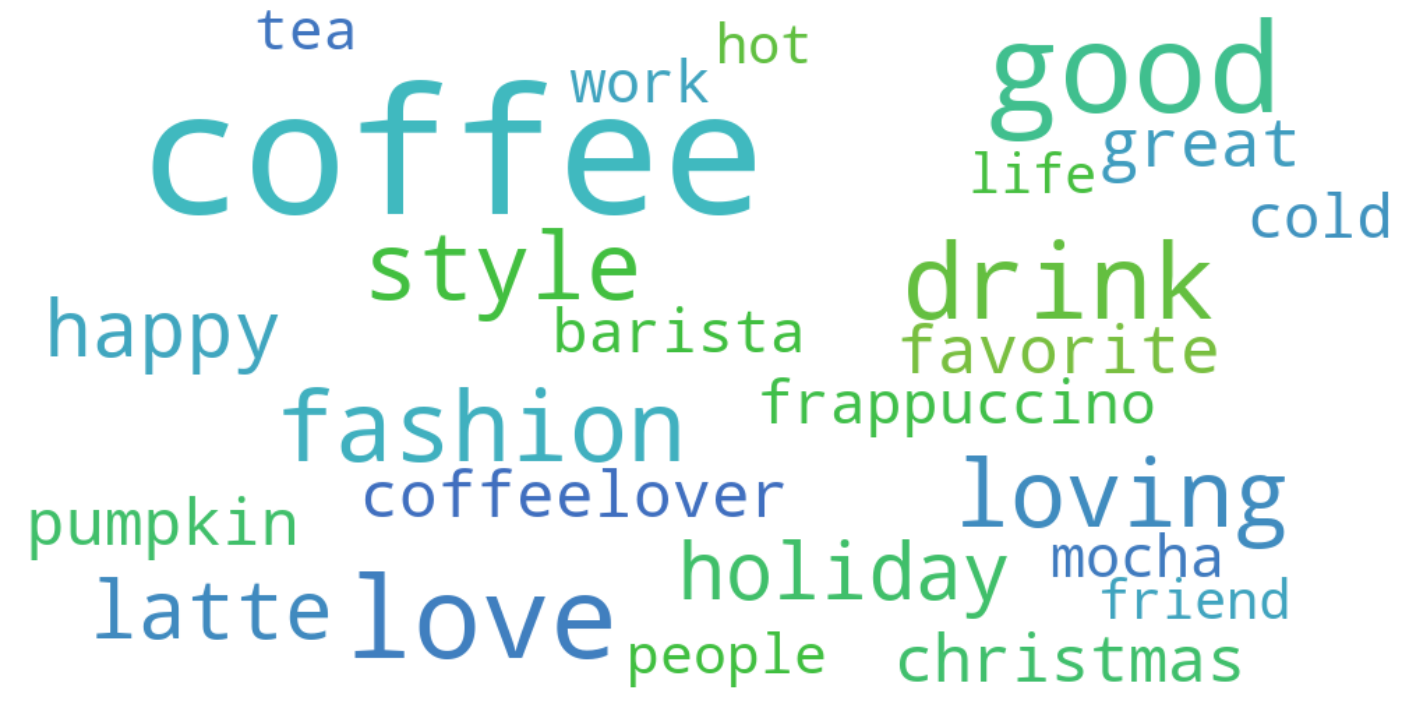 tea
hot
work
good
coffee
great
life
cold
style
drink
happy
barista
favorite
frappuccino
fashion
coffeelover
loving
pumpkin
holiday
mocha
latte
love
friend
people
christmas